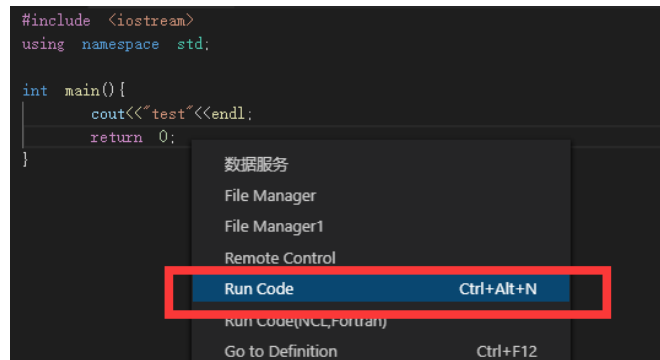 #include <iostream>
using namespace std;
int main(){
cout<<"test"<<endl;
return 0;
}
数据服务
File Manager
File Manager1
Remote Control
Run Code Ctrl+Alt+N
Run Code(NCL,Fortran)
Go to Definition Ctrl+F12